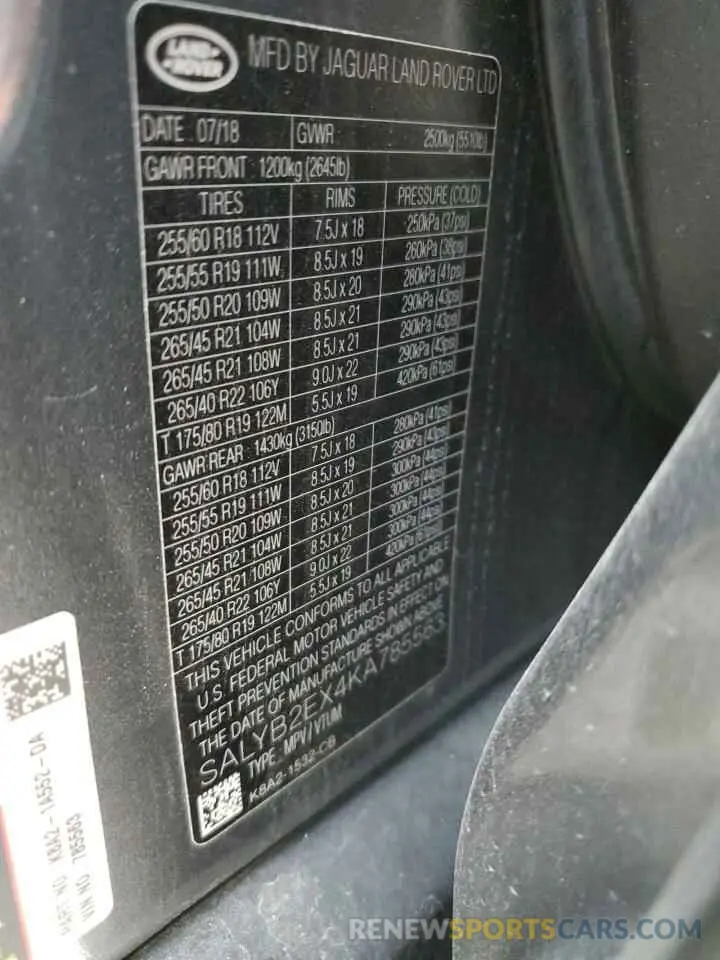 LAND ROVER
MFD BY JAGUAR LAND ROVER LTD
DATE : 07/18 GVWR : 2500kg (5510lb)
GAWR FRONT : 1200kg (2645lb)
TIRES RIMS PRESSURE (COLD)
255/60 R18 112V 7.5J x 18 250kPa (37psi)
255/55 R19 111W 8.5J x 19 260kPa (38psi)
255/50 R20 109W 8.5J x 20 280kPa (41psi)
265/45 R21 104W 8.5J x 21 290kPa (43psi)
265/45 R21 108W 8.5J x 21 290kPa (43psi)
265/40 R22 106Y 9.0J x 22 290kPa (43psi)
T 175/80 R19 122M 5.5J x 19 420kPa (61psi)
GAWR REAR : 1430kg (3150lb)
255/60 R18 112V 7.5J x 18 280kPa (41psi)
255/55 R19 111W 8.5J x 19 290kPa (43psi)
255/50 R20 109W 8.5J x 20 300kPa (44psi)
265/45 R21 104W 8.5J x 21 300kPa (44psi)
265/45 R21 108W 8.5J x 21 300kPa (44psi)
265/40 R22 106Y 9.0J x 22 300kPa (44psi)
T 175/80 R19 122M 5.5J x 19 420kPa (61psi)
THIS VEHICLE CONFORMS TO ALL APPLICABLE
U.S. FEDERAL MOTOR VEHICLE SAFETY AND
THEFT PREVENTION STANDARDS IN EFFECT ON
THE DATE OF MANUFACTURE SHOWN ABOVE
SALYB2EX4KA785563
TYPE: MPV/VTUM
K8A2-1532-CB
PART NO K8A2-14552-DA
VIN NO 785563
RENEWSPORTSCARS.COM